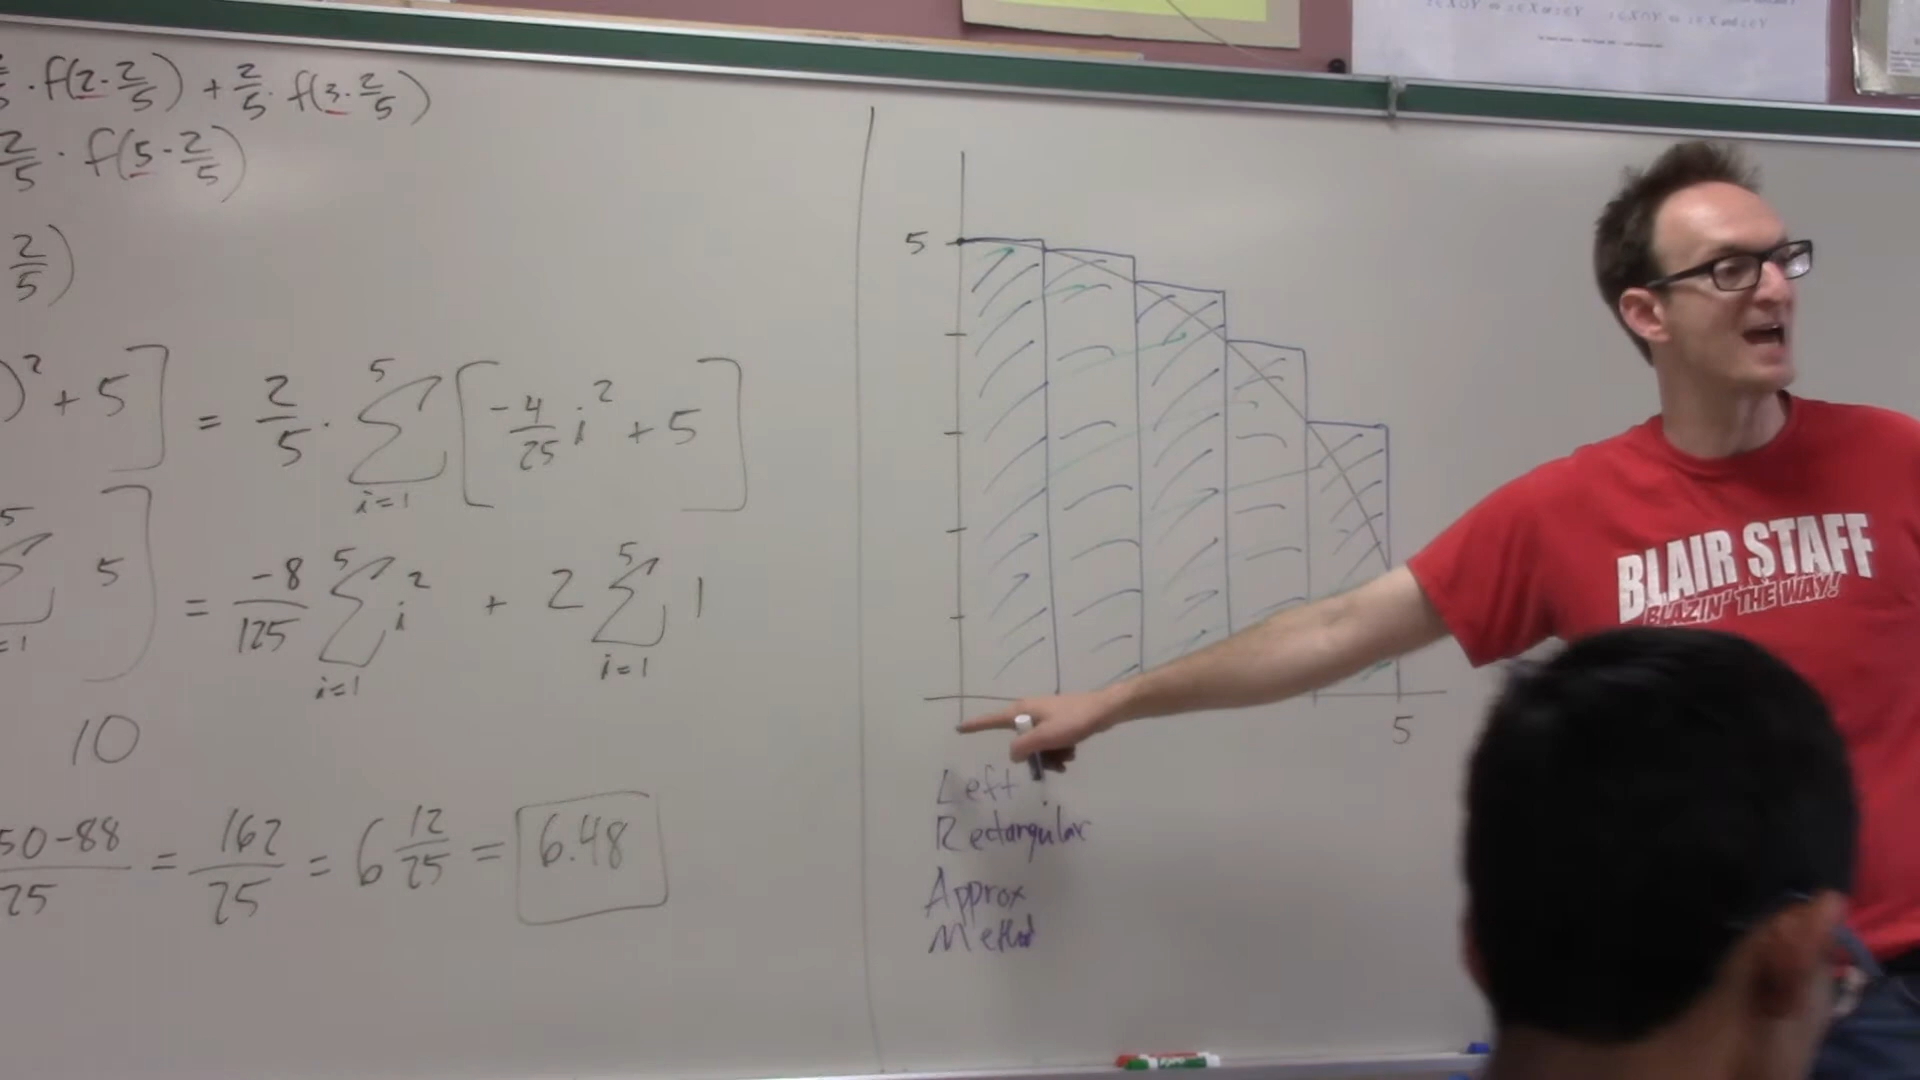 · f(2·2/5) + 2/5 · f(3·2/5)
2/5 · f(5·2/5)
2/5)
)² + 5] = 2/5 · 5 ∑ i=1 [-4/25 i² + 5]
5 ∑ =1 5] = -8/125 5 ∑ i=1 i² + 2 5 ∑ i=1 1
10
50-88/25 = 162/25 = 6 12/25 = 6.48
5
5
Left
Rectangular
Approx
Method
BLAIR STAFF
BLAZIN' THE WAY!